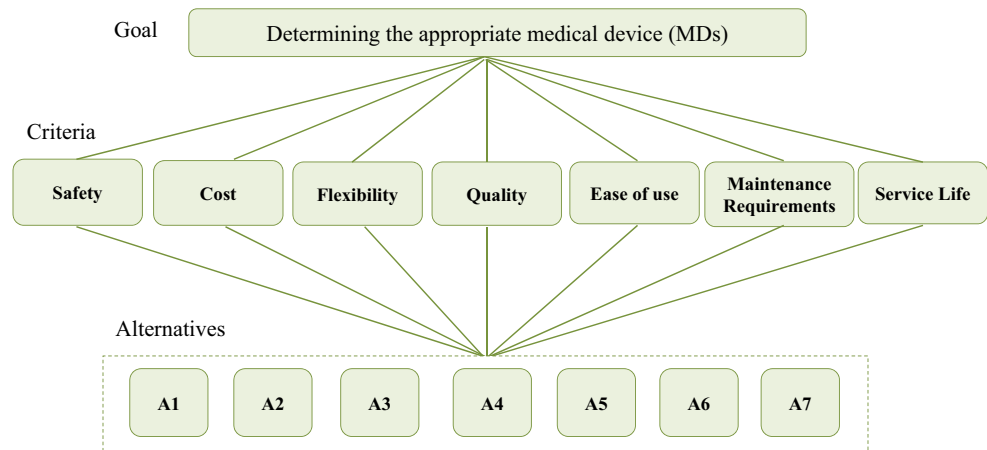 Goal
Determining the appropriate medical device (MDs)
Criteria
Safety
Cost
Flexibility
Quality
Ease of use
Maintenance
Requirements
Service Life
Alternatives
A1
A2
A3
A4
A5
A6
A7